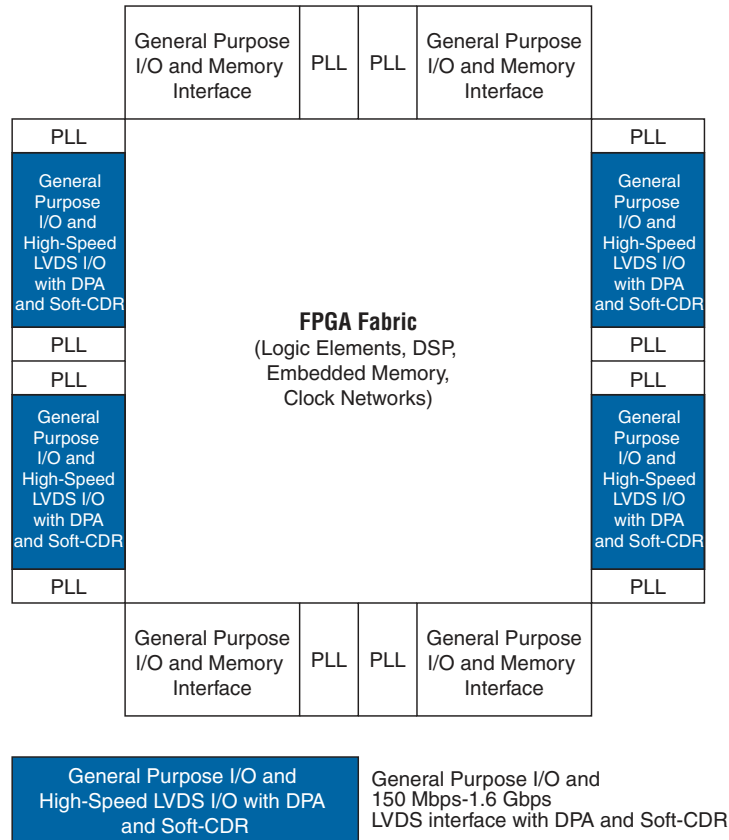 General Purpose
I/O and Memory
Interface
PLL
PLL
General Purpose
I/O and Memory
Interface
PLL
General
Purpose
I/O and
High-Speed
LVDS I/O
with DPA
and Soft-CDR
PLL
PLL
General
Purpose
I/O and
High-Speed
LVDS I/O
with DPA
and Soft-CDR
PLL
FPGA Fabric
(Logic Elements, DSP,
Embedded Memory,
Clock Networks)
PLL
General
Purpose
I/O and
High-Speed
LVDS I/O
with DPA
and Soft-CDR
PLL
PLL
General
Purpose
I/O and
High-Speed
LVDS I/O
with DPA
and Soft-CDR
PLL
General Purpose
I/O and Memory
Interface
PLL
PLL
General Purpose
I/O and Memory
Interface
General Purpose I/O and
High-Speed LVDS I/O with DPA
and Soft-CDR
General Purpose I/O and
150 Mbps-1.6 Gbps
LVDS interface with DPA and Soft-CDR